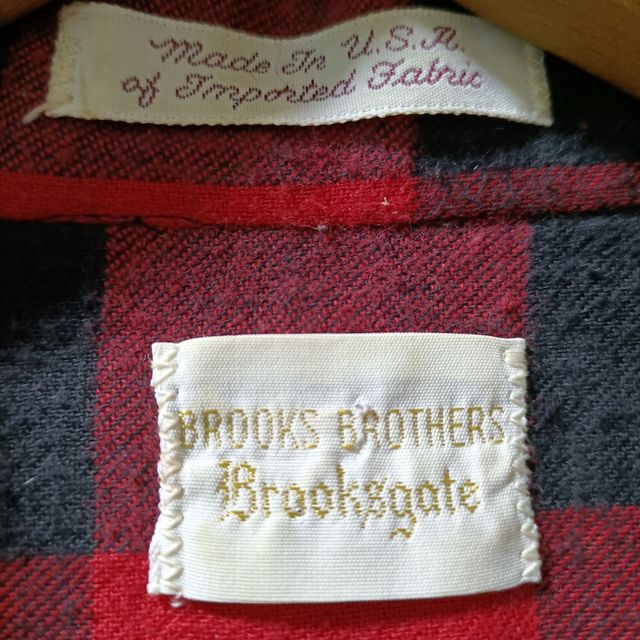 Made In U.S.A.
of Imported Fabric
BROOKS BROTHERS
Brooksgate